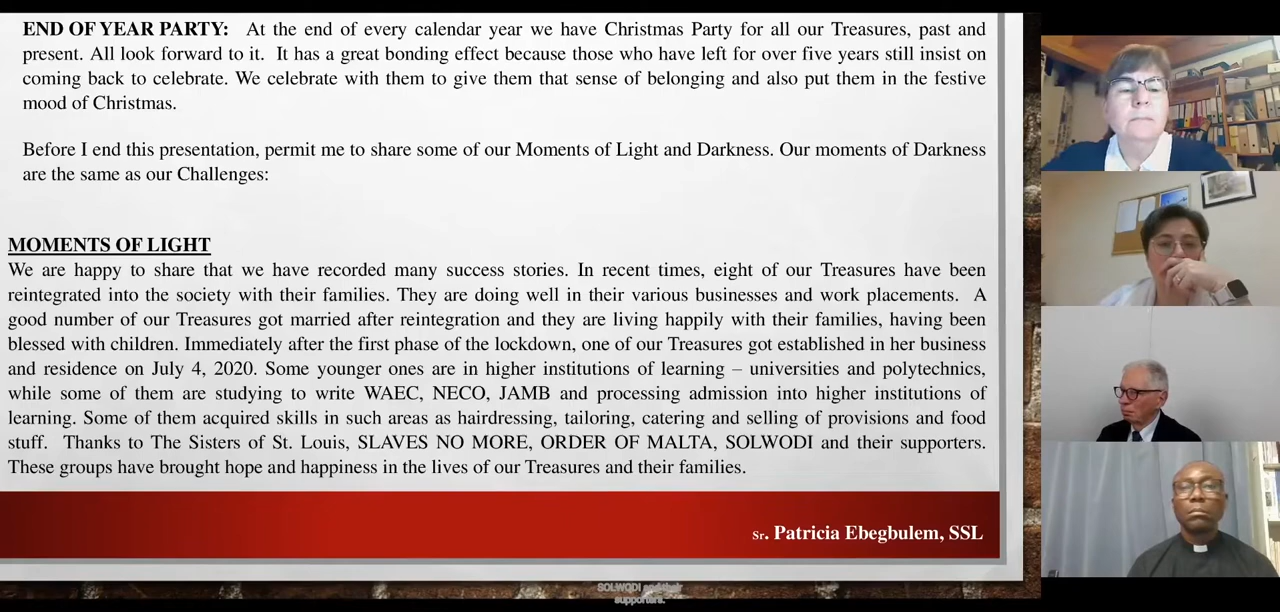 END OF YEAR PARTY: At the end of every calendar year we have Christmas Party for all our Treasures, past and
present. All look forward to it. It has a great bonding effect because those who have left for over five years still insist on
coming back to celebrate. We celebrate with them to give them that sense of belonging and also put them in the festive
mood of Christmas.
Before I end this presentation, permit me to share some of our Moments of Light and Darkness. Our moments of Darkness
are the same as our Challenges:
MOMENTS OF LIGHT
We are happy to share that we have recorded many success stories. In recent times, eight of our Treasures have been
reintegrated into the society with their families. They are doing well in their various businesses and work placements. A
good number of our Treasures got married after reintegration and they are living happily with their families, having been
blessed with children. Immediately after the first phase of the lockdown, one of our Treasures got established in her business
and residence on July 4, 2020. Some younger ones are in higher institutions of learning – universities and polytechnics,
while some of them are studying to write WAEC, NECO, JAMB and processing admission into higher institutions of
learning. Some of them acquired skills in such areas as hairdressing, tailoring, catering and selling of provisions and food
stuff. Thanks to The Sisters of St. Louis, SLAVES NO MORE, ORDER OF MALTA, SOLWODI and their supporters.
These groups have brought hope and happiness in the lives of our Treasures and their families.
Sr. Patricia Ebegbulem, SSL
SOLWODI and their
supporters.